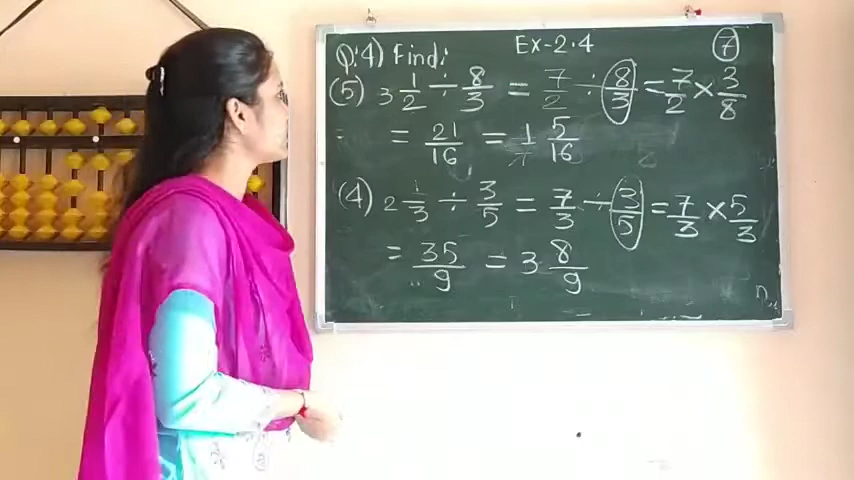 Ex-2.4 (7)
Q.4) Find:
(5) 3 1/2 ÷ 8/3 = 7/2 ÷ 8/3 = 7/2 × 3/8
= 21/16 = 1 5/16
(4) 2 1/3 ÷ 3/5 = 7/3 ÷ 3/5 = 7/3 × 5/3
= 35/9 = 3 8/9